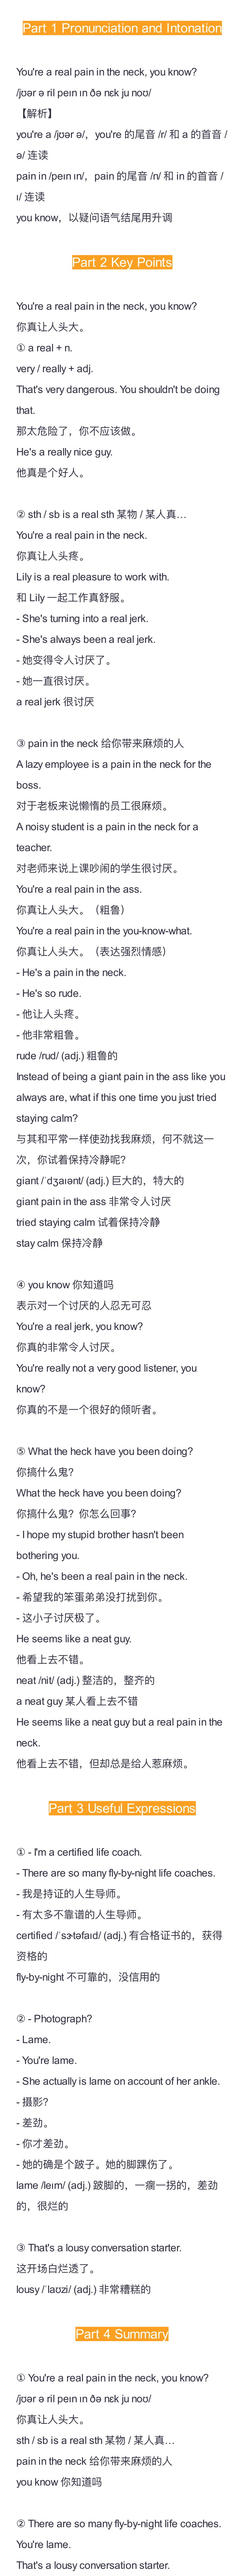 Part 1 Pronunciation and Intonation
You're a real pain in the neck, you know?
/jʊər ə ril peɪn ɪn ðə nɛk ju noʊ/
【解析】
you're a /jʊər ə/，you're 的尾音 /r/ 和 a 的首音 /
ə/ 连读
pain in /peɪn ɪn/，pain 的尾音 /n/ 和 in 的首音 /
ɪ/ 连读
you know，以疑问语气结尾用升调
Part 2 Key Points
You're a real pain in the neck, you know?
你真让人头大。
① a real + n.
very / really + adj.
That's very dangerous. You shouldn't be doing
that.
那太危险了，你不应该做。
He's a really nice guy.
他真是个好人。
② sth / sb is a real sth 某物 / 某人真…
You're a real pain in the neck.
你真让人头疼。
Lily is a real pleasure to work with.
和 Lily 一起工作真舒服。
- She's turning into a real jerk.
- She's always been a real jerk.
- 她变得令人讨厌了。
- 她一直很讨厌。
a real jerk 很讨厌
③ pain in the neck 给你带来麻烦的人
A lazy employee is a pain in the neck for the
boss.
对于老板来说懒惰的员工很麻烦。
A noisy student is a pain in the neck for a
teacher.
对老师来说上课吵闹的学生很讨厌。
You're a real pain in the ass.
你真让人头大。（粗鲁）
You're a real pain in the you-know-what.
你真让人头大。（表达强烈情感）
- He's a pain in the neck.
- He's so rude.
- 他让人头疼。
- 他非常粗鲁。
rude /rud/ (adj.) 粗鲁的
Instead of being a giant pain in the ass like you
always are, what if this one time you just tried
staying calm?
与其和平常一样使劲找我麻烦，何不就这一
次，你试着保持冷静呢？
giant /ˈdʒaɪənt/ (adj.) 巨大的，特大的
giant pain in the ass 非常令人讨厌
tried staying calm 试着保持冷静
stay calm 保持冷静
④ you know 你知道吗
表示对一个讨厌的人忍无可忍
You're a real jerk, you know?
你真的非常令人讨厌。
You're really not a very good listener, you
know?
你真的不是一个很好的倾听者。
⑤ What the heck have you been doing?
你搞什么鬼？
What the heck have you been doing?
你搞什么鬼？你怎么回事？
- I hope my stupid brother hasn't been
bothering you.
- Oh, he's been a real pain in the neck.
- 希望我的笨蛋弟弟没打扰到你。
- 这小子讨厌极了。
He seems like a neat guy.
他看上去不错。
neat /nit/ (adj.) 整洁的，整齐的
a neat guy 某人看上去不错
He seems like a neat guy but a real pain in the
neck.
他看上去不错，但却总是给人惹麻烦。
Part 3 Useful Expressions
① - I'm a certified life coach.
- There are so many fly-by-night life coaches.
- 我是持证的人生导师。
- 有太多不靠谱的人生导师。
certified /ˈsɝtəfaɪd/ (adj.) 有合格证书的，获得
资格的
fly-by-night 不可靠的，没信用的
② - Photograph?
- Lame.
- You're lame.
- She actually is lame on account of her ankle.
- 摄影？
- 差劲。
- 你才差劲。
- 她的确是个跛子。她的脚踝伤了。
lame /leɪm/ (adj.) 跛脚的，一瘸一拐的，差劲
的，很烂的
③ That's a lousy conversation starter.
这开场白烂透了。
lousy /ˈlaʊzi/ (adj.) 非常糟糕的
Part 4 Summary
① You're a real pain in the neck, you know?
/jʊər ə ril peɪn ɪn ðə nɛk ju noʊ/
你真让人头大。
sth / sb is a real sth 某物 / 某人真…
pain in the neck 给你带来麻烦的人
you know 你知道吗
② There are so many fly-by-night life coaches.
You're lame.
That's a lousy conversation starter.